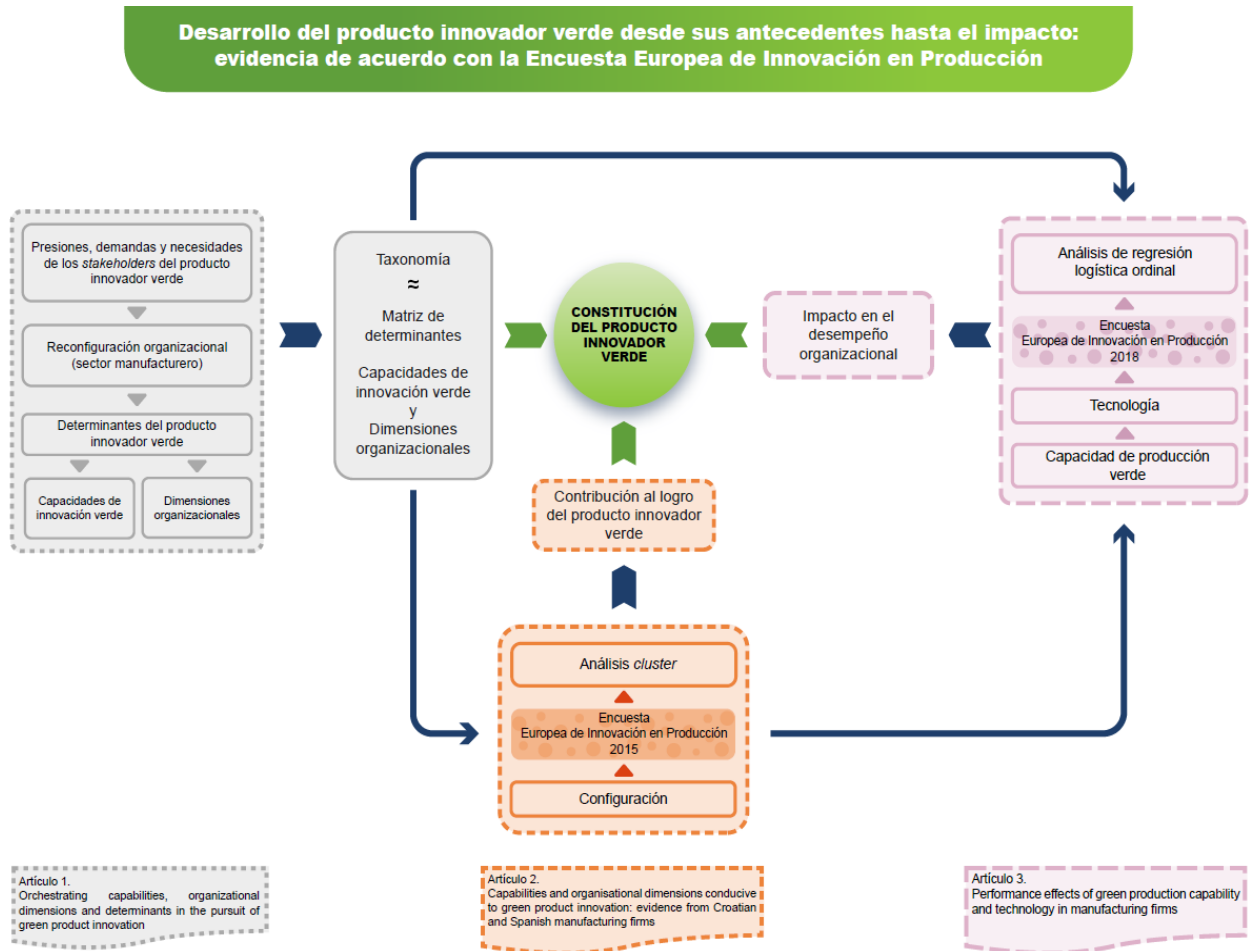 Desarrollo del producto innovador verde desde sus antecedentes hasta el impacto:
evidencia de acuerdo con la Encuesta Europea de Innovación en Producción
Presiones, demandas y necesidades
de los stakeholders del producto
innovador verde
Reconfiguración organizacional
(sector manufacturero)
Determinantes del producto
innovador verde
Capacidades de
innovación verde
Dimensiones
organizacionales
Taxonomía
≈
Matriz de
determinantes
Capacidades de
innovación verde
y
Dimensiones
organizacionales
CONSTITUCIÓN
DEL PRODUCTO
INNOVADOR
VERDE
Impacto en el
desempeño
organizacional
Análisis de regresión
logística ordinal
Encuesta
Europea de Innovación en Producción
2018
Tecnología
Capacidad de producción
verde
Contribución al logro
del producto innovador
verde
Análisis cluster
Encuesta
Europea de Innovación en Producción
2015
Configuración
Artículo 1.
Orchestrating capabilities, organizational
dimensions and determinants in the pursuit of
green product innovation
Artículo 2.
Capabilities and organisational dimensions conducive
to green product innovation: evidence from Croatian
and Spanish manufacturing firms
Artículo 3.
Performance effects of green production capability
and technology in manufacturing firms